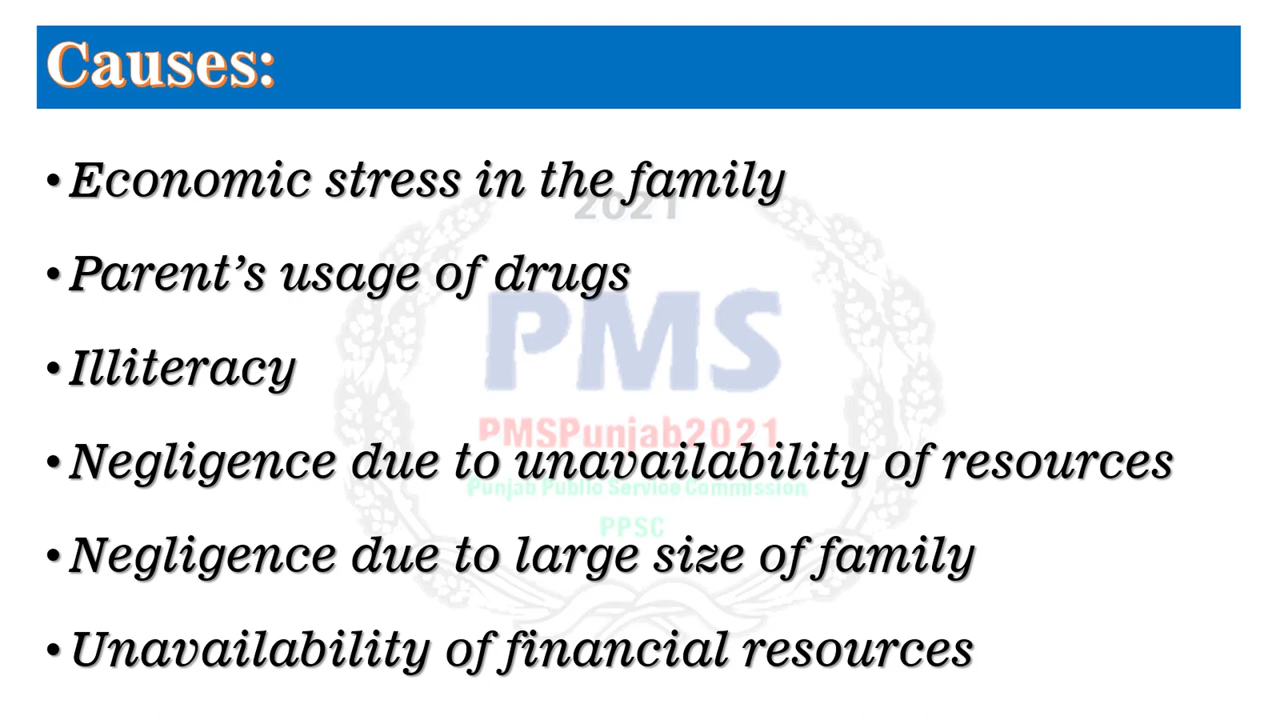 Causes:
• Economic stress in the family
2021
• Parent’s usage of drugs
PMS
• Illiteracy
PMSPunjab2021
• Negligence due to unavailability of resources
Punjab Public Service Commission
PPSC
• Negligence due to large size of family
• Unavailability of financial resources